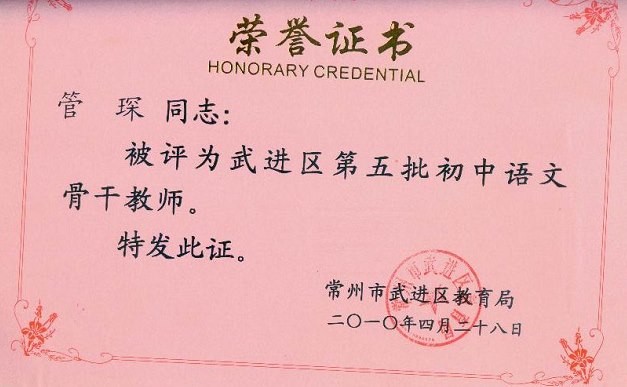 荣誉证书
HONORARY CREDENTIAL
管 琛 同志：
被评为武进区第五批初中语文
骨干教师。
特发此证。
常州市武进区教育局
二〇一〇年四月二十八日